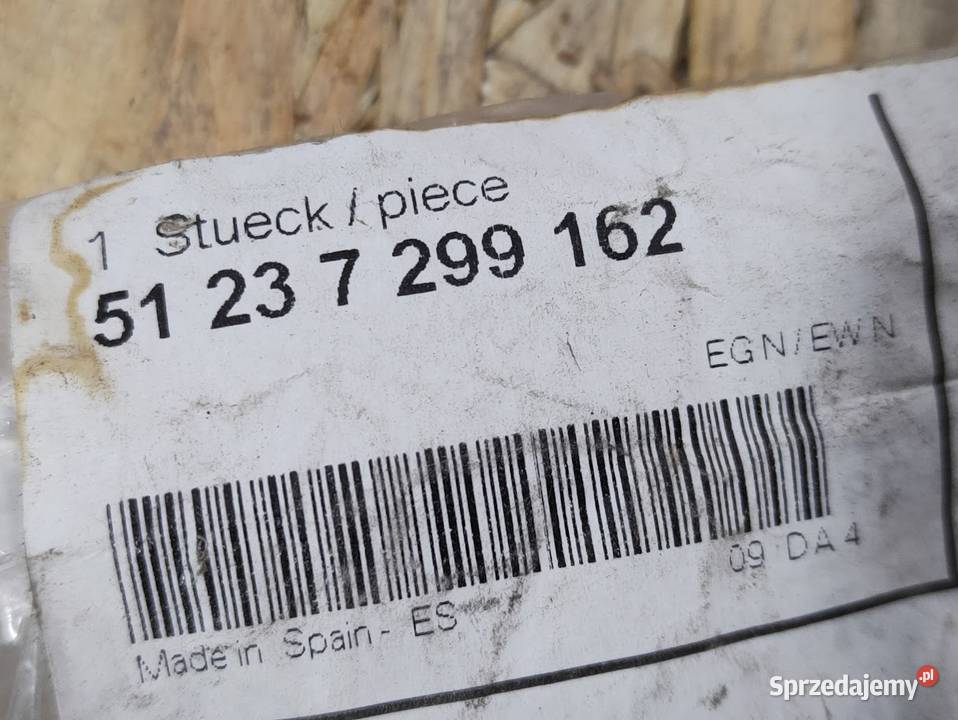 1 Stueck / piece
51 23 7 299 162
EGN/EWN
09 DA 4
Made in Spain - ES
Sprzedajemy.pl